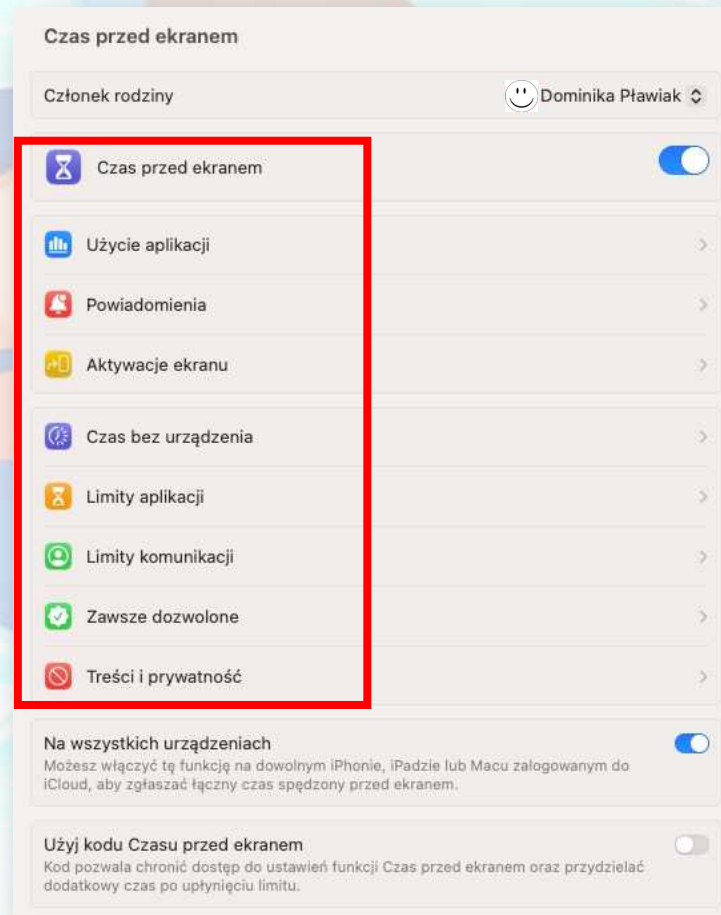 Czas przed ekranem
Członek rodziny
Dominika Pławiak
Czas przed ekranem
Użycie aplikacji
Powiadomienia
Aktywacje ekranu
Czas bez urządzenia
Limity aplikacji
Limity komunikacji
Zawsze dozwolone
Treści i prywatność
Na wszystkich urządzeniach
Możesz włączyć tę funkcję na dowolnym iPhonie, iPadzie lub Macu zalogowanym do
iCloud, aby zgłaszać łączny czas spędzony przed ekranem.
Użyj kodu Czasu przed ekranem
Kod pozwala chronić dostęp do ustawień funkcji Czas przed ekranem oraz przydzielać
dodatkowy czas po upłynięciu limitu.